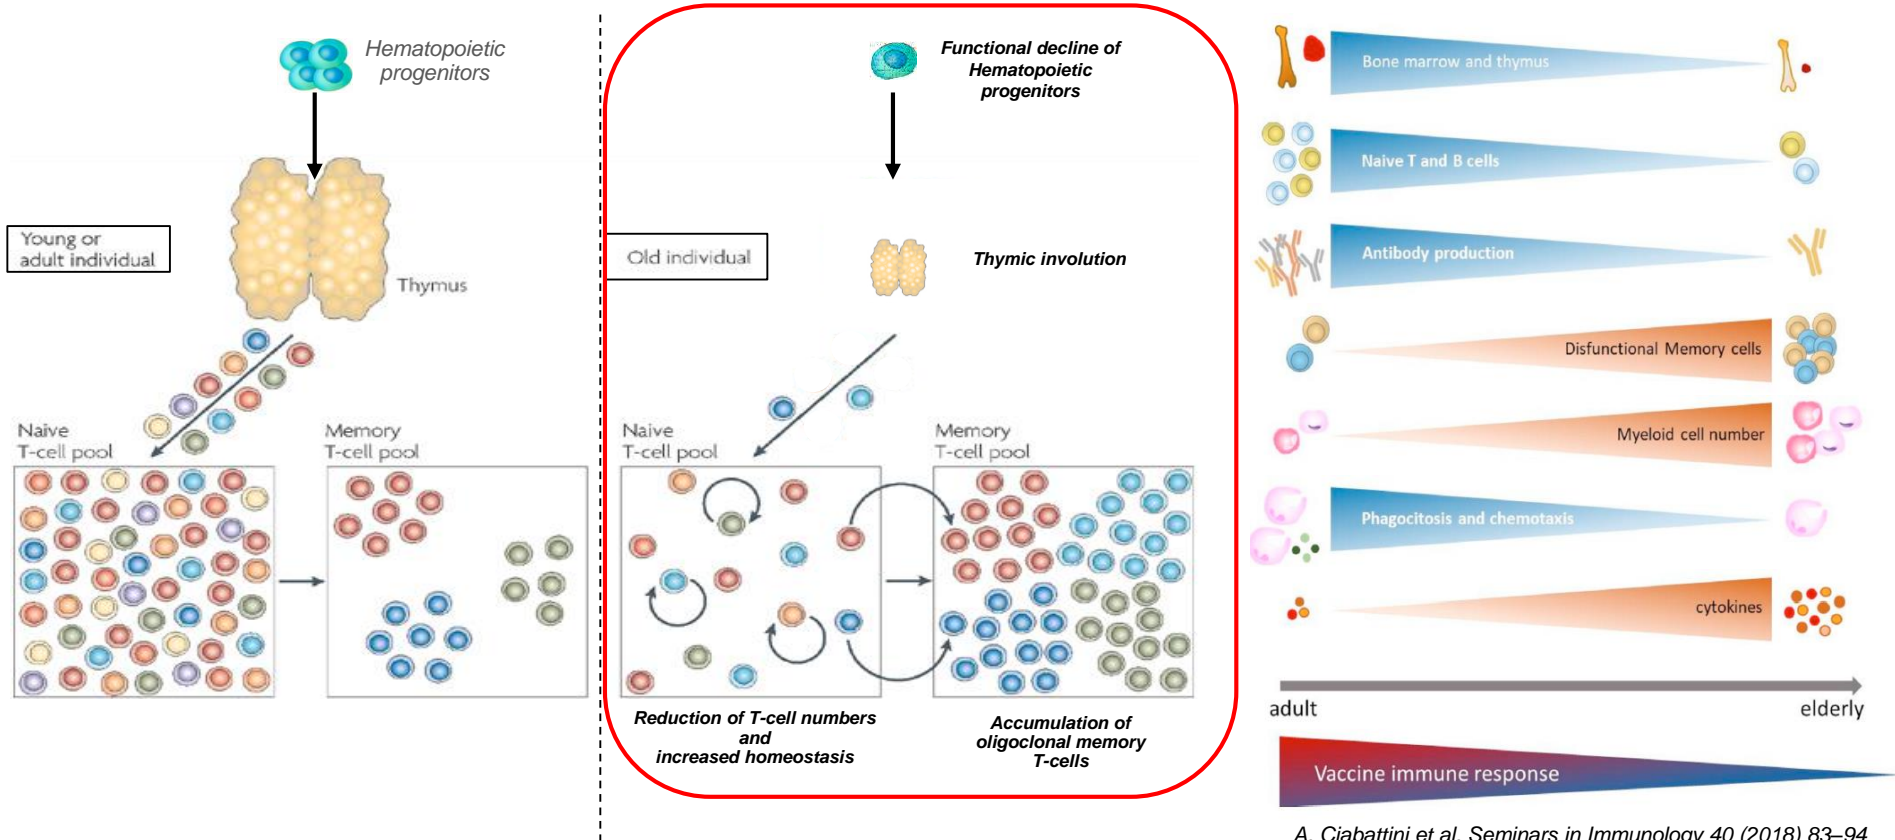 Hematopoietic
progenitors
Young or
adult individual
Thymus
Naive
T-cell pool
Memory
T-cell pool
Functional decline of
Hematopoietic
progenitors
Old individual
Thymic involution
Naive
T-cell pool
Memory
T-cell pool
Reduction of T-cell numbers
and
increased homeostasis
Accumulation of
oligoclonal memory
T-cells
Bone marrow and thymus
Naive T and B cells
Antibody production
Disfunctional Memory cells
Myeloid cell number
Phagocitosis and chemotaxis
cytokines
adult
elderly
Vaccine immune response
A. Ciabattini et al. Seminars in Immunology 40 (2018) 83–94